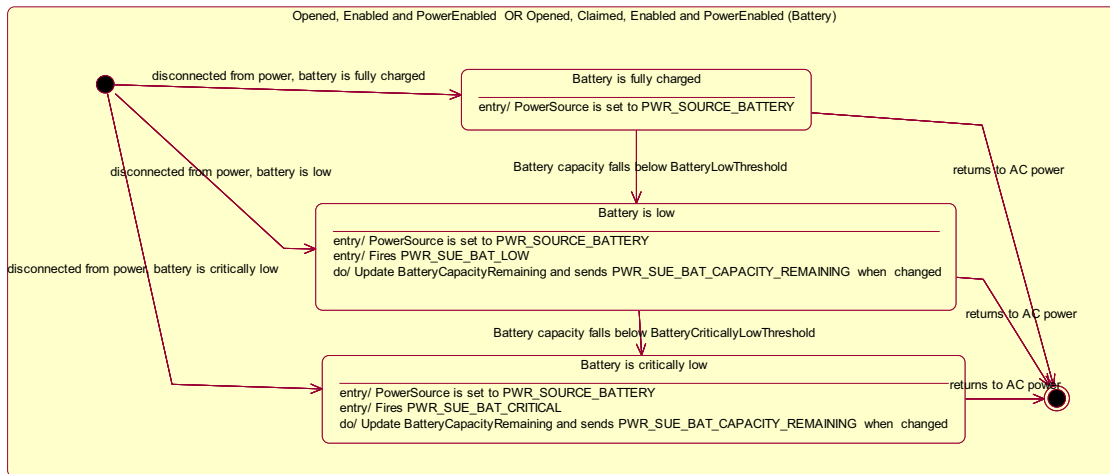 Opened, Enabled and PowerEnabled  OR Opened, Claimed, Enabled and PowerEnabled (Battery)
disconnected from power, battery is fully charged
Battery is fully charged
entry/ PowerSource is set to PWR_SOURCE_BATTERY
disconnected from power, battery is low
Battery capacity falls below BatteryLowThreshold
returns to AC power
Battery is low
entry/ PowerSource is set to PWR_SOURCE_BATTERY
entry/ Fires PWR_SUE_BAT_LOW
do/ Update BatteryCapacityRemaining and sends PWR_SUE_BAT_CAPACITY_REMAINING  when  changed
disconnected from power, battery is critically low
returns to AC power
Battery capacity falls below BatteryCriticallyLowThreshold
Battery is critically low
entry/ PowerSource is set to PWR_SOURCE_BATTERY
entry/ Fires PWR_SUE_BAT_CRITICAL
do/ Update BatteryCapacityRemaining and sends PWR_SUE_BAT_CAPACITY_REMAINING  when  changed
returns to AC power